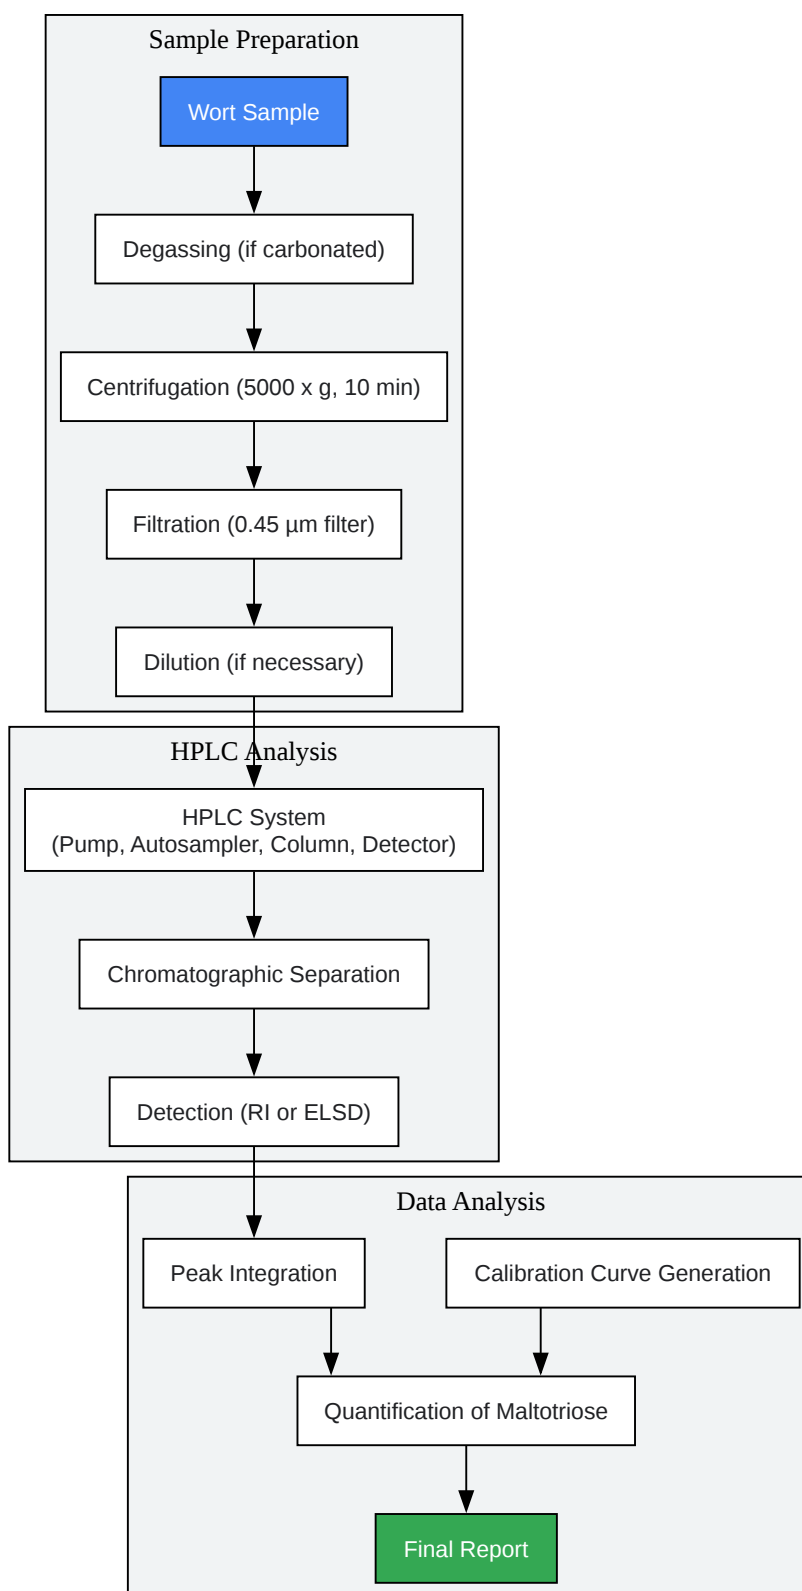 Sample Preparation
Wort Sample
Degassing (if carbonated)
Centrifugation (5000 x g, 10 min)
Filtration (0.45 µm filter)
Dilution (if necessary)
HPLC Analysis
HPLC System
(Pump, Autosampler, Column, Detector)
Chromatographic Separation
Detection (RI or ELSD)
Data Analysis
Peak Integration
Calibration Curve Generation
Quantification of Maltotriose
Final Report